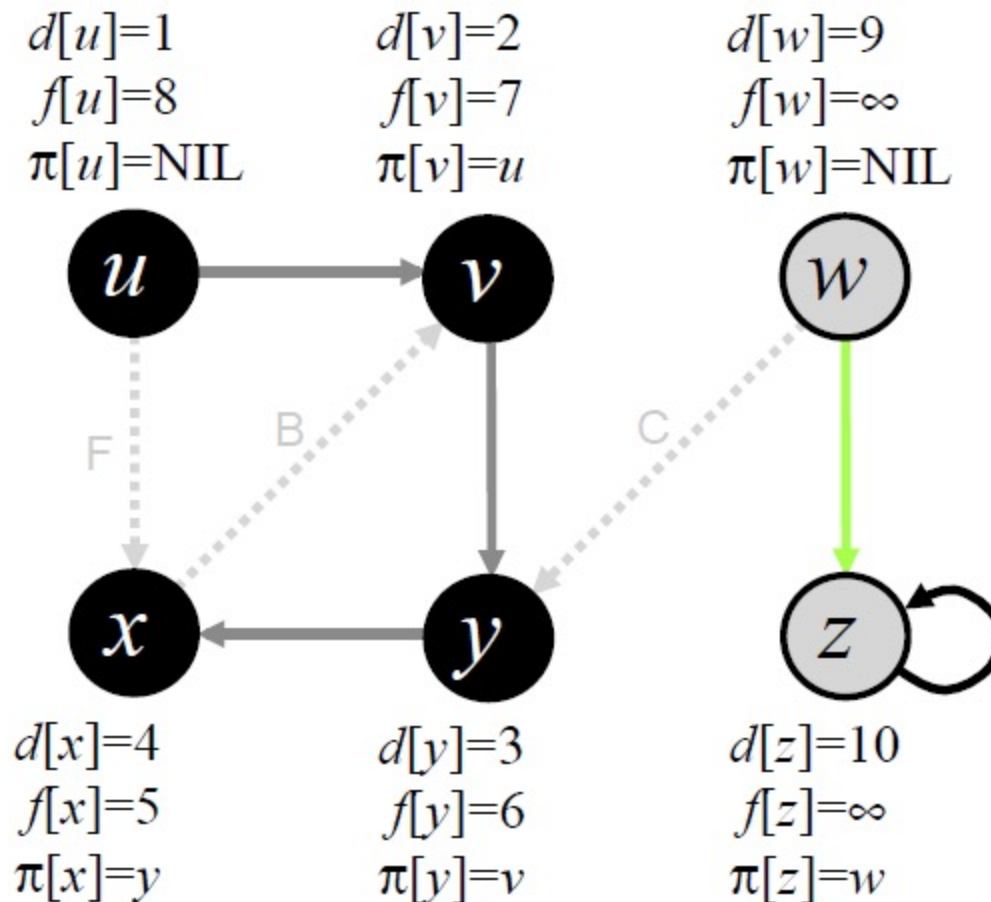 d[u]=1
f[u]=8
π[u]=NIL
d[v]=2
f[v]=7
π[v]=u
d[w]=9
f[w]=∞
π[w]=NIL
u
v
w
F
B
C
x
y
z
d[x]=4
f[x]=5
π[x]=y
d[y]=3
f[y]=6
π[y]=v
d[z]=10
f[z]=∞
π[z]=w